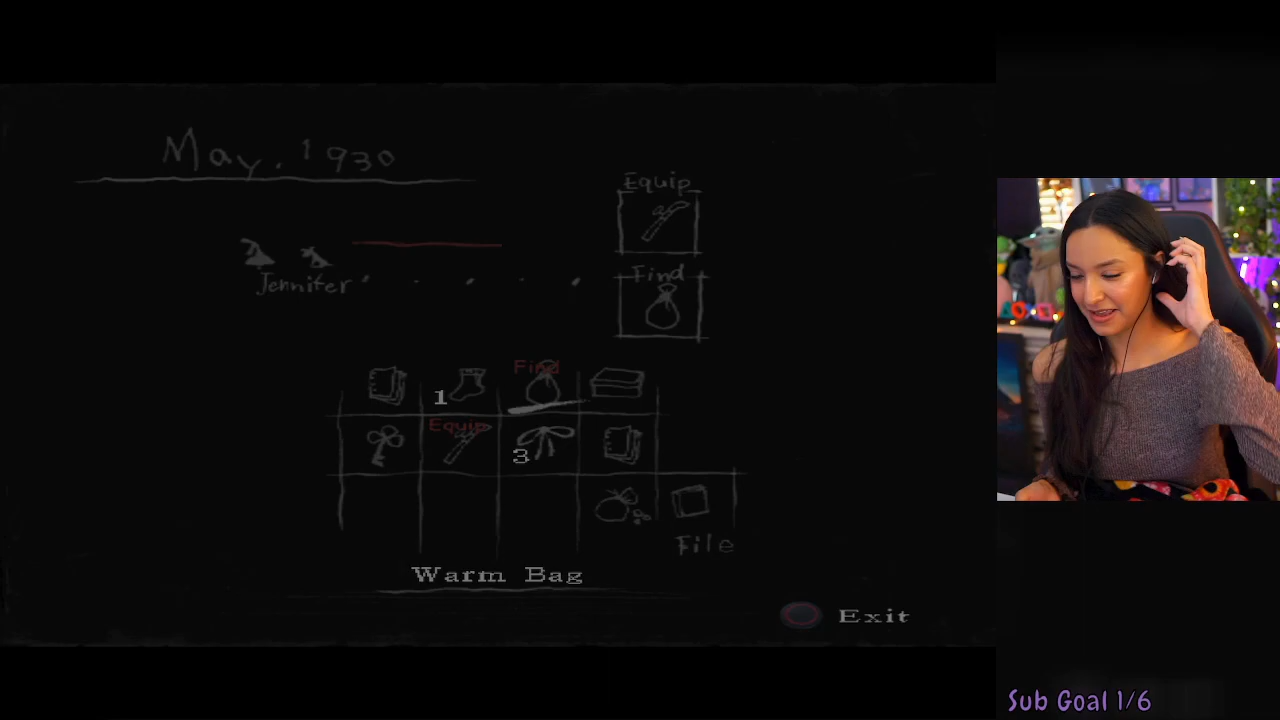 May. 1930
Equip
Jennifer
Find
Find
1
Equip
3
File
Warm Bag
Exit
Sub Goal 1/6